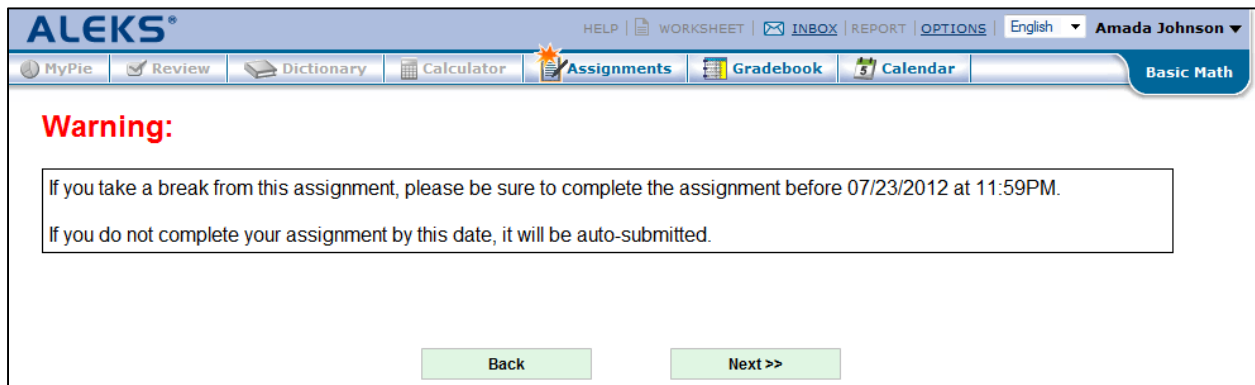 ALEKS®
HELP | WORKSHEET | INBOX | REPORT | OPTIONS | English Amada Johnson
MyPie Review Dictionary Calculator Assignments Gradebook 5 Calendar Basic Math
Warning:
If you take a break from this assignment, please be sure to complete the assignment before 07/23/2012 at 11:59PM.
If you do not complete your assignment by this date, it will be auto-submitted.
Back Next >>